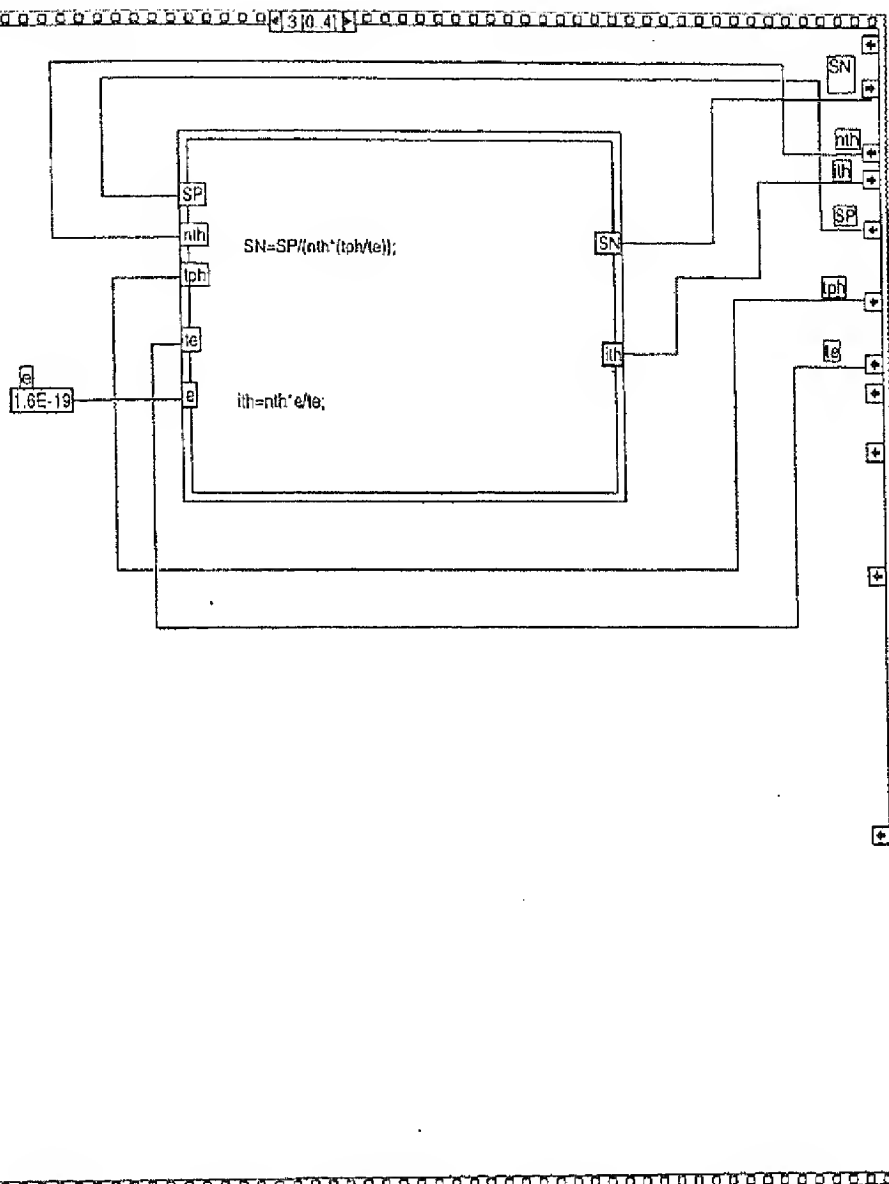 3 [0..4]
SN
nth
ith
SP
SP
nth
SN=SP/(nth*(tph/te));
SN
tph
tph
te
ith
te
e
1.6E-19
e
ith=nth*e/te;